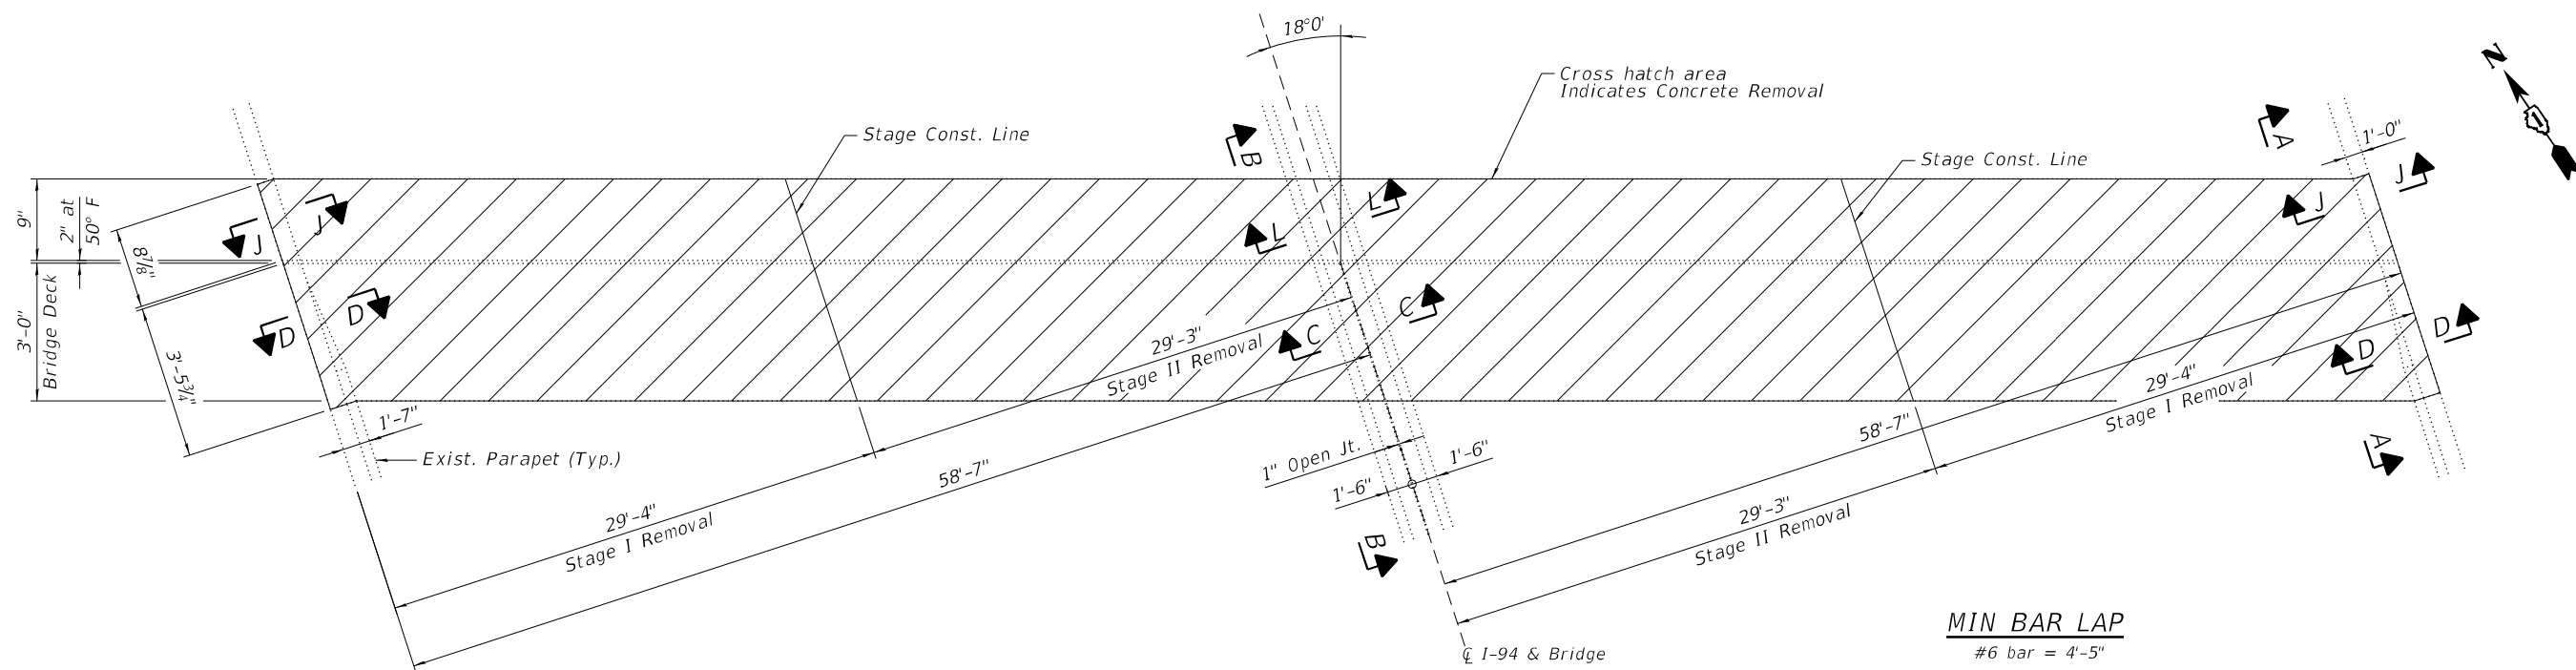 18°0'
N
Cross hatch area
Indicates Concrete Removal
Stage Const. Line
Stage Const. Line
B
A
1'-0"
J
J
J
J
L
L
9"
2" at
50° F
8⅞"
3'-0"
Bridge Deck
3'-5¾"
D
D
C
C
D
D
29'-3"
Stage II Removal
29'-4"
Stage I Removal
58'-7"
1'-7"
Exist. Parapet (Typ.)
58'-7"
1" Open Jt.
1'-6"
1'-6"
A
29'-4"
Stage I Removal
29'-3"
Stage II Removal
B
MIN BAR LAP
#6 bar = 4'-5"
℄ I-94 & Bridge